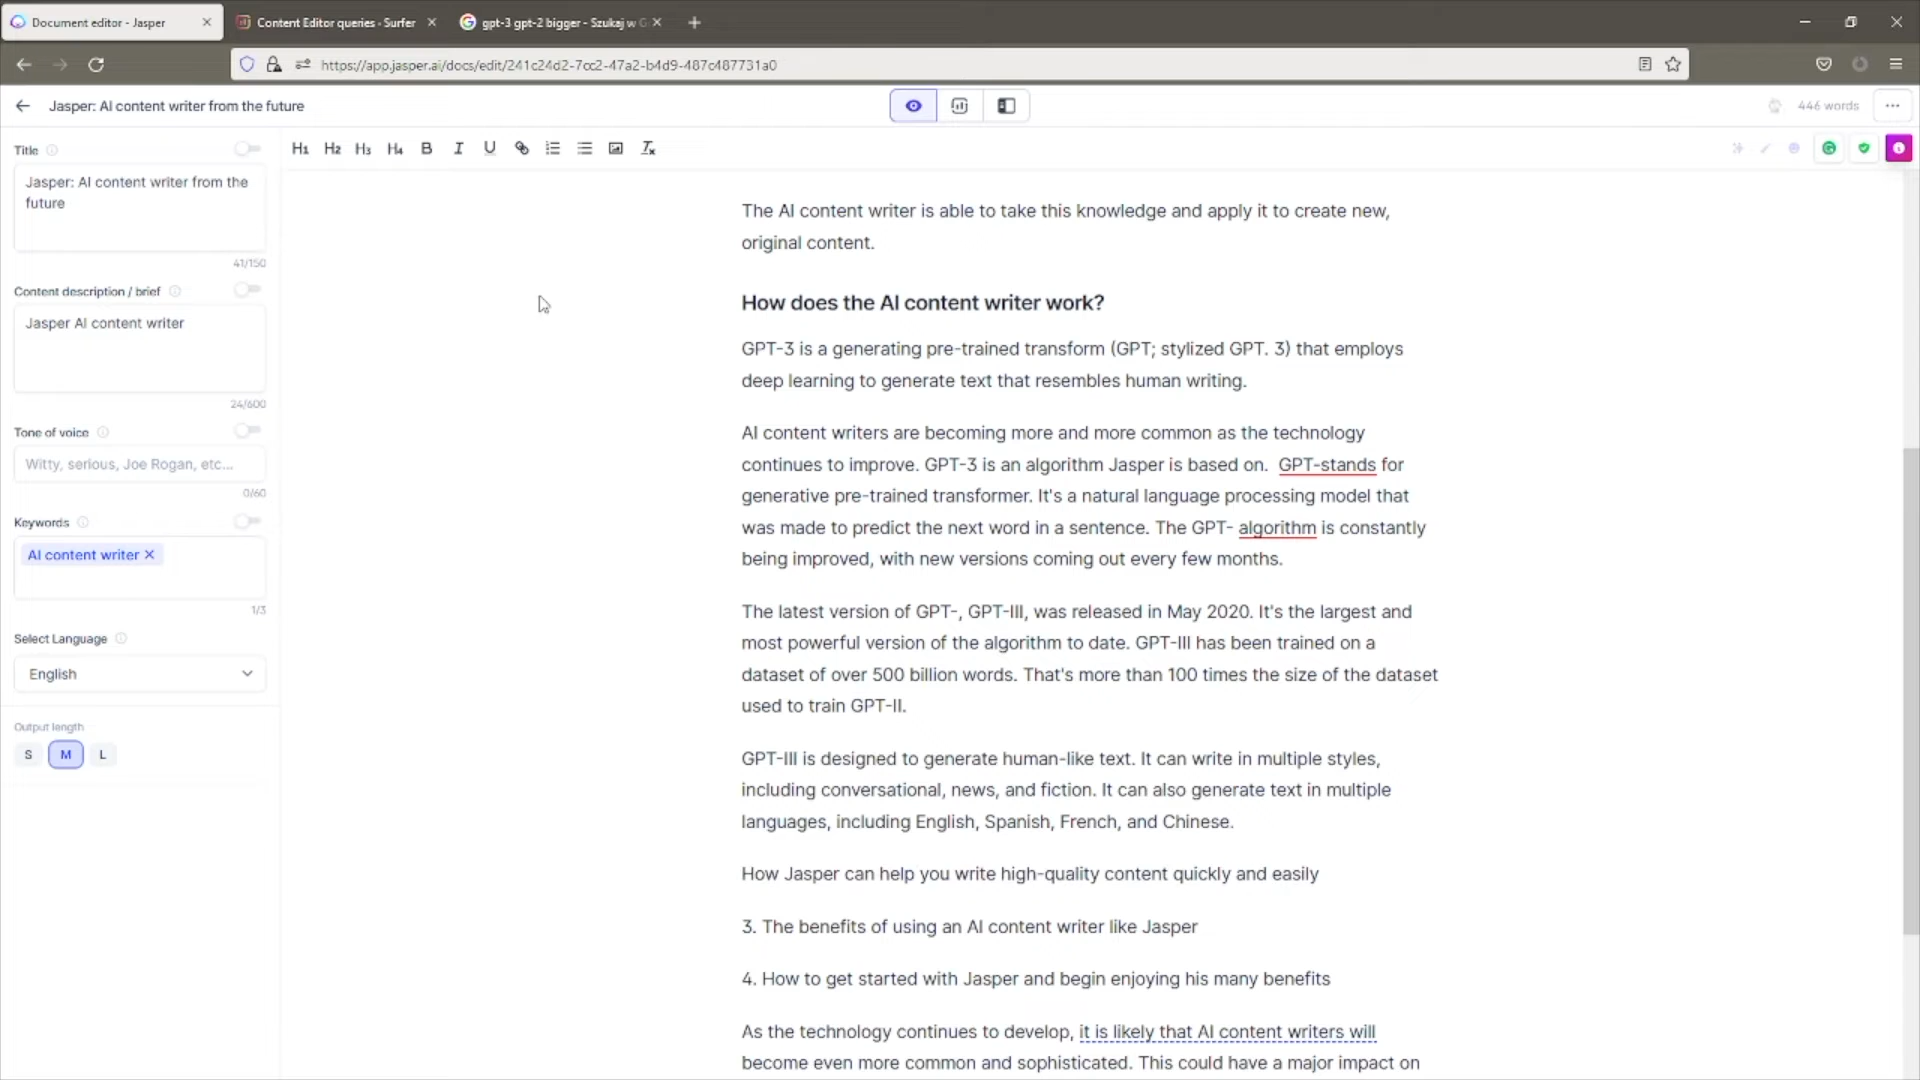 Document editor - Jasper
Content Editor queries · Surfer
gpt-3 gpt-2 bigger - Szukaj w G
https://app.jasper.ai/docs/edit/241c24d2-7cc2-47a2-b4d9-487c487731a0
Jasper: AI content writer from the future
446 words
Title
H1 H2 H3 H4 B I U
Jasper: AI content writer from the
future
41/150
Content description / brief
Jasper AI content writer
24/600
Tone of voice
Witty, serious, Joe Rogan, etc...
0/60
Keywords
AI content writer
1/3
Select Language
English
Output length
S M L
The AI content writer is able to take this knowledge and apply it to create new,
original content.
How does the AI content writer work?
GPT-3 is a generating pre-trained transform (GPT; stylized GPT. 3) that employs
deep learning to generate text that resembles human writing.
AI content writers are becoming more and more common as the technology
continues to improve. GPT-3 is an algorithm Jasper is based on.  GPT-stands for
generative pre-trained transformer. It's a natural language processing model that
was made to predict the next word in a sentence. The GPT- algorithm is constantly
being improved, with new versions coming out every few months.
The latest version of GPT-, GPT-III, was released in May 2020. It's the largest and
most powerful version of the algorithm to date. GPT-III has been trained on a
dataset of over 500 billion words. That's more than 100 times the size of the dataset
used to train GPT-II.
GPT-III is designed to generate human-like text. It can write in multiple styles,
including conversational, news, and fiction. It can also generate text in multiple
languages, including English, Spanish, French, and Chinese.
How Jasper can help you write high-quality content quickly and easily
3. The benefits of using an AI content writer like Jasper
4. How to get started with Jasper and begin enjoying his many benefits
As the technology continues to develop, it is likely that AI content writers will
become even more common and sophisticated. This could have a major impact on